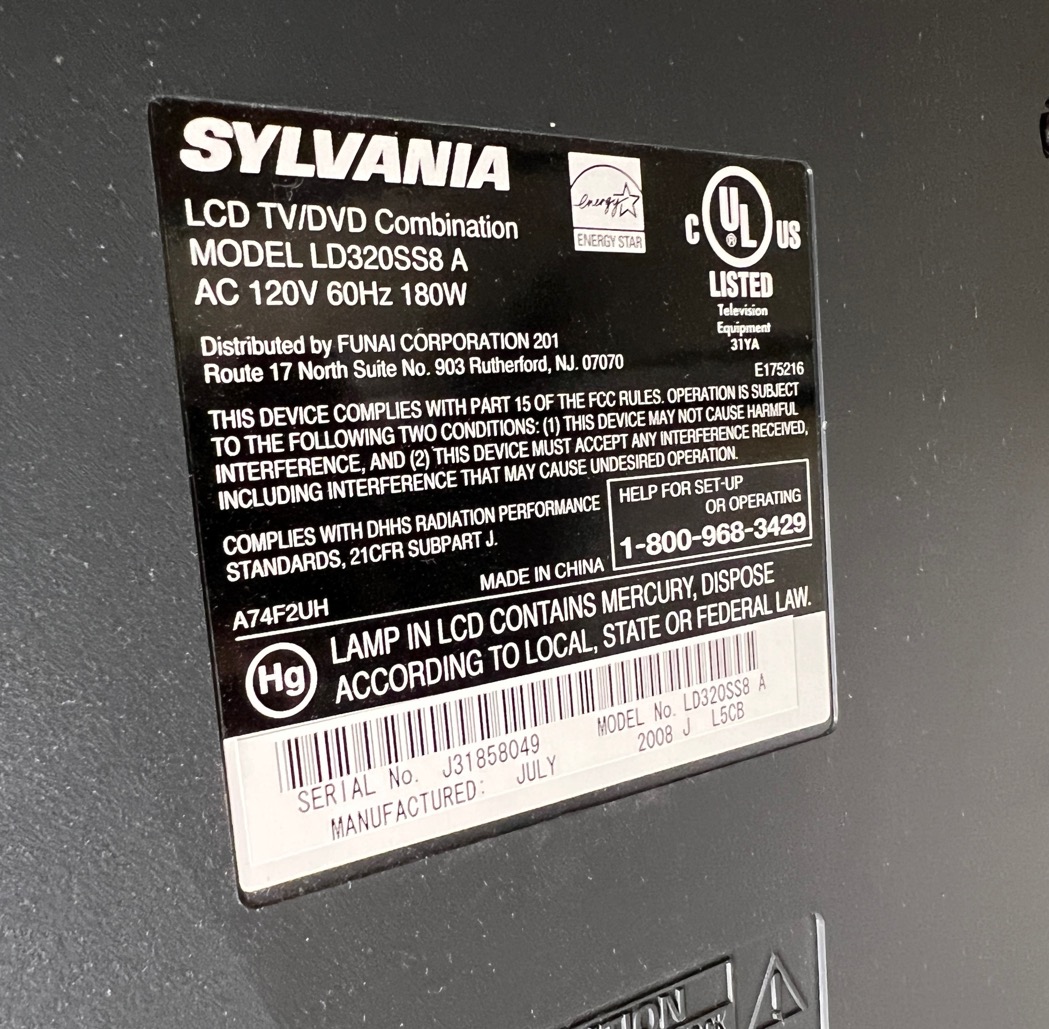 SYLVANIA
LCD TV/DVD Combination
MODEL LD320SS8 A
AC 120V 60Hz 180W
energy
ENERGY STAR
C UL US
®
LISTED
Television
Equipment
31YA
E175216
Distributed by FUNAI CORPORATION 201
Route 17 North Suite No. 903 Rutherford, NJ. 07070
THIS DEVICE COMPLIES WITH PART 15 OF THE FCC RULES. OPERATION IS SUBJECT
TO THE FOLLOWING TWO CONDITIONS: (1) THIS DEVICE MAY NOT CAUSE HARMFUL
INTERFERENCE, AND (2) THIS DEVICE MUST ACCEPT ANY INTERFERENCE RECEIVED,
INCLUDING INTERFERENCE THAT MAY CAUSE UNDESIRED OPERATION.
COMPLIES WITH DHHS RADIATION PERFORMANCE
STANDARDS, 21CFR SUBPART J.
HELP FOR SET-UP
OR OPERATING
1-800-968-3429
MADE IN CHINA
A74F2UH
Hg
LAMP IN LCD CONTAINS MERCURY, DISPOSE
ACCORDING TO LOCAL, STATE OR FEDERAL LAW.
SERIAL No. J31858049 MODEL No. LD320SS8 A
MANUFACTURED: JULY 2008 J L5CB